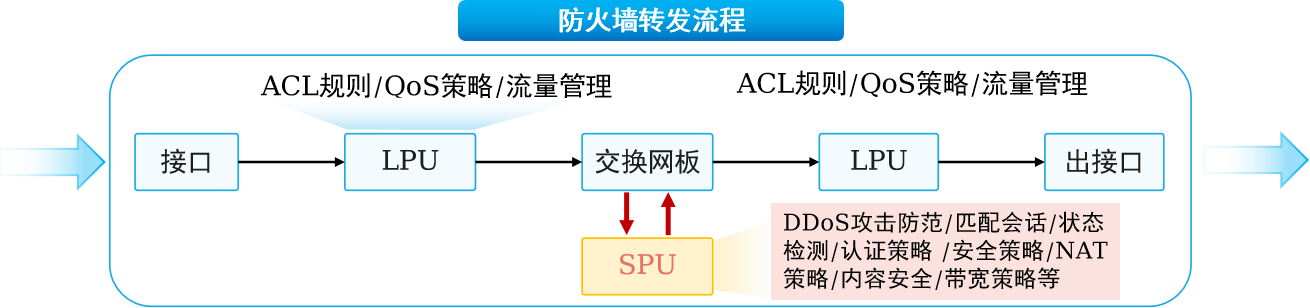 防火墙转发流程
ACL规则/QoS策略/流量管理
ACL规则/QoS策略/流量管理
接口
LPU
交换网板
LPU
出接口
SPU
DDoS攻击防范/匹配会话/状态
检测/认证策略 /安全策略/NAT
策略/内容安全/带宽策略等